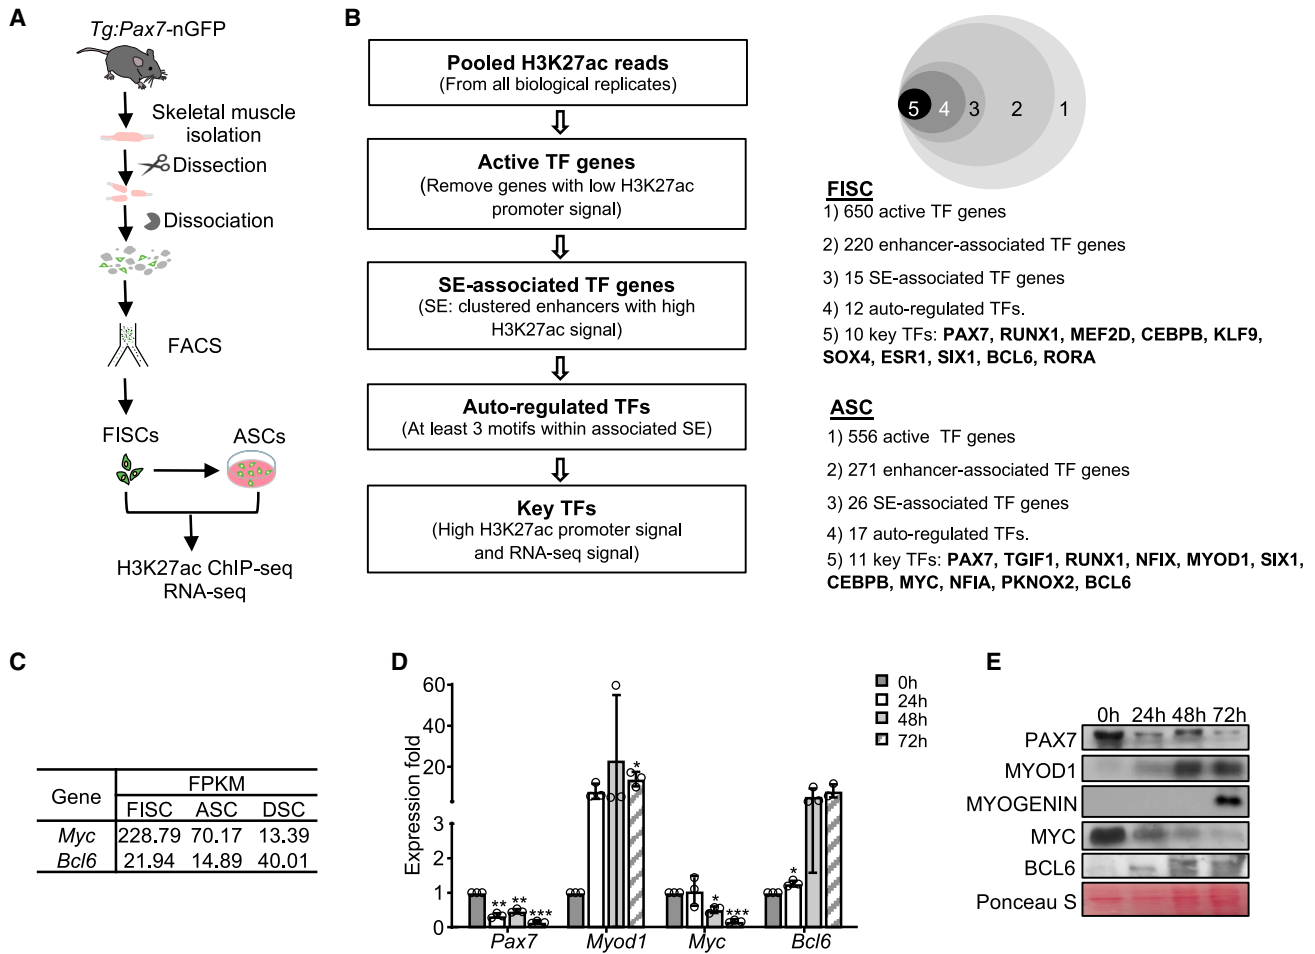 A
Tg:Pax7-nGFP
Skeletal muscle
isolation
Dissection
Dissociation
FACS
FISCs
ASCs
H3K27ac ChIP-seq
RNA-seq
B
Pooled H3K27ac reads
(From all biological replicates)
Active TF genes
(Remove genes with low H3K27ac
promoter signal)
SE-associated TF genes
(SE: clustered enhancers with high
H3K27ac signal)
Auto-regulated TFs
(At least 3 motifs within associated SE)
Key TFs
(High H3K27ac promoter signal
and RNA-seq signal)
5 4 3 2 1
FISC
1) 650 active TF genes
2) 220 enhancer-associated TF genes
3) 15 SE-associated TF genes
4) 12 auto-regulated TFs.
5) 10 key TFs: PAX7, RUNX1, MEF2D, CEBPB, KLF9,
SOX4, ESR1, SIX1, BCL6, RORA
ASC
1) 556 active TF genes
2) 271 enhancer-associated TF genes
3) 26 SE-associated TF genes
4) 17 auto-regulated TFs.
5) 11 key TFs: PAX7, TGIF1, RUNX1, NFIX, MYOD1, SIX1,
CEBPB, MYC, NFIA, PKNOX2, BCL6
C
Gene FPKM
FISC ASC DSC
Myc 228.79 70.17 13.39
Bcl6 21.94 14.89 40.01
D
Expression fold
60
40
20
3
2
1
0
** ** ***
*
* ***
*
Pax7 Myod1 Myc Bcl6
0h
24h
48h
72h
E
0h 24h 48h 72h
PAX7
MYOD1
MYOGENIN
MYC
BCL6
Ponceau S